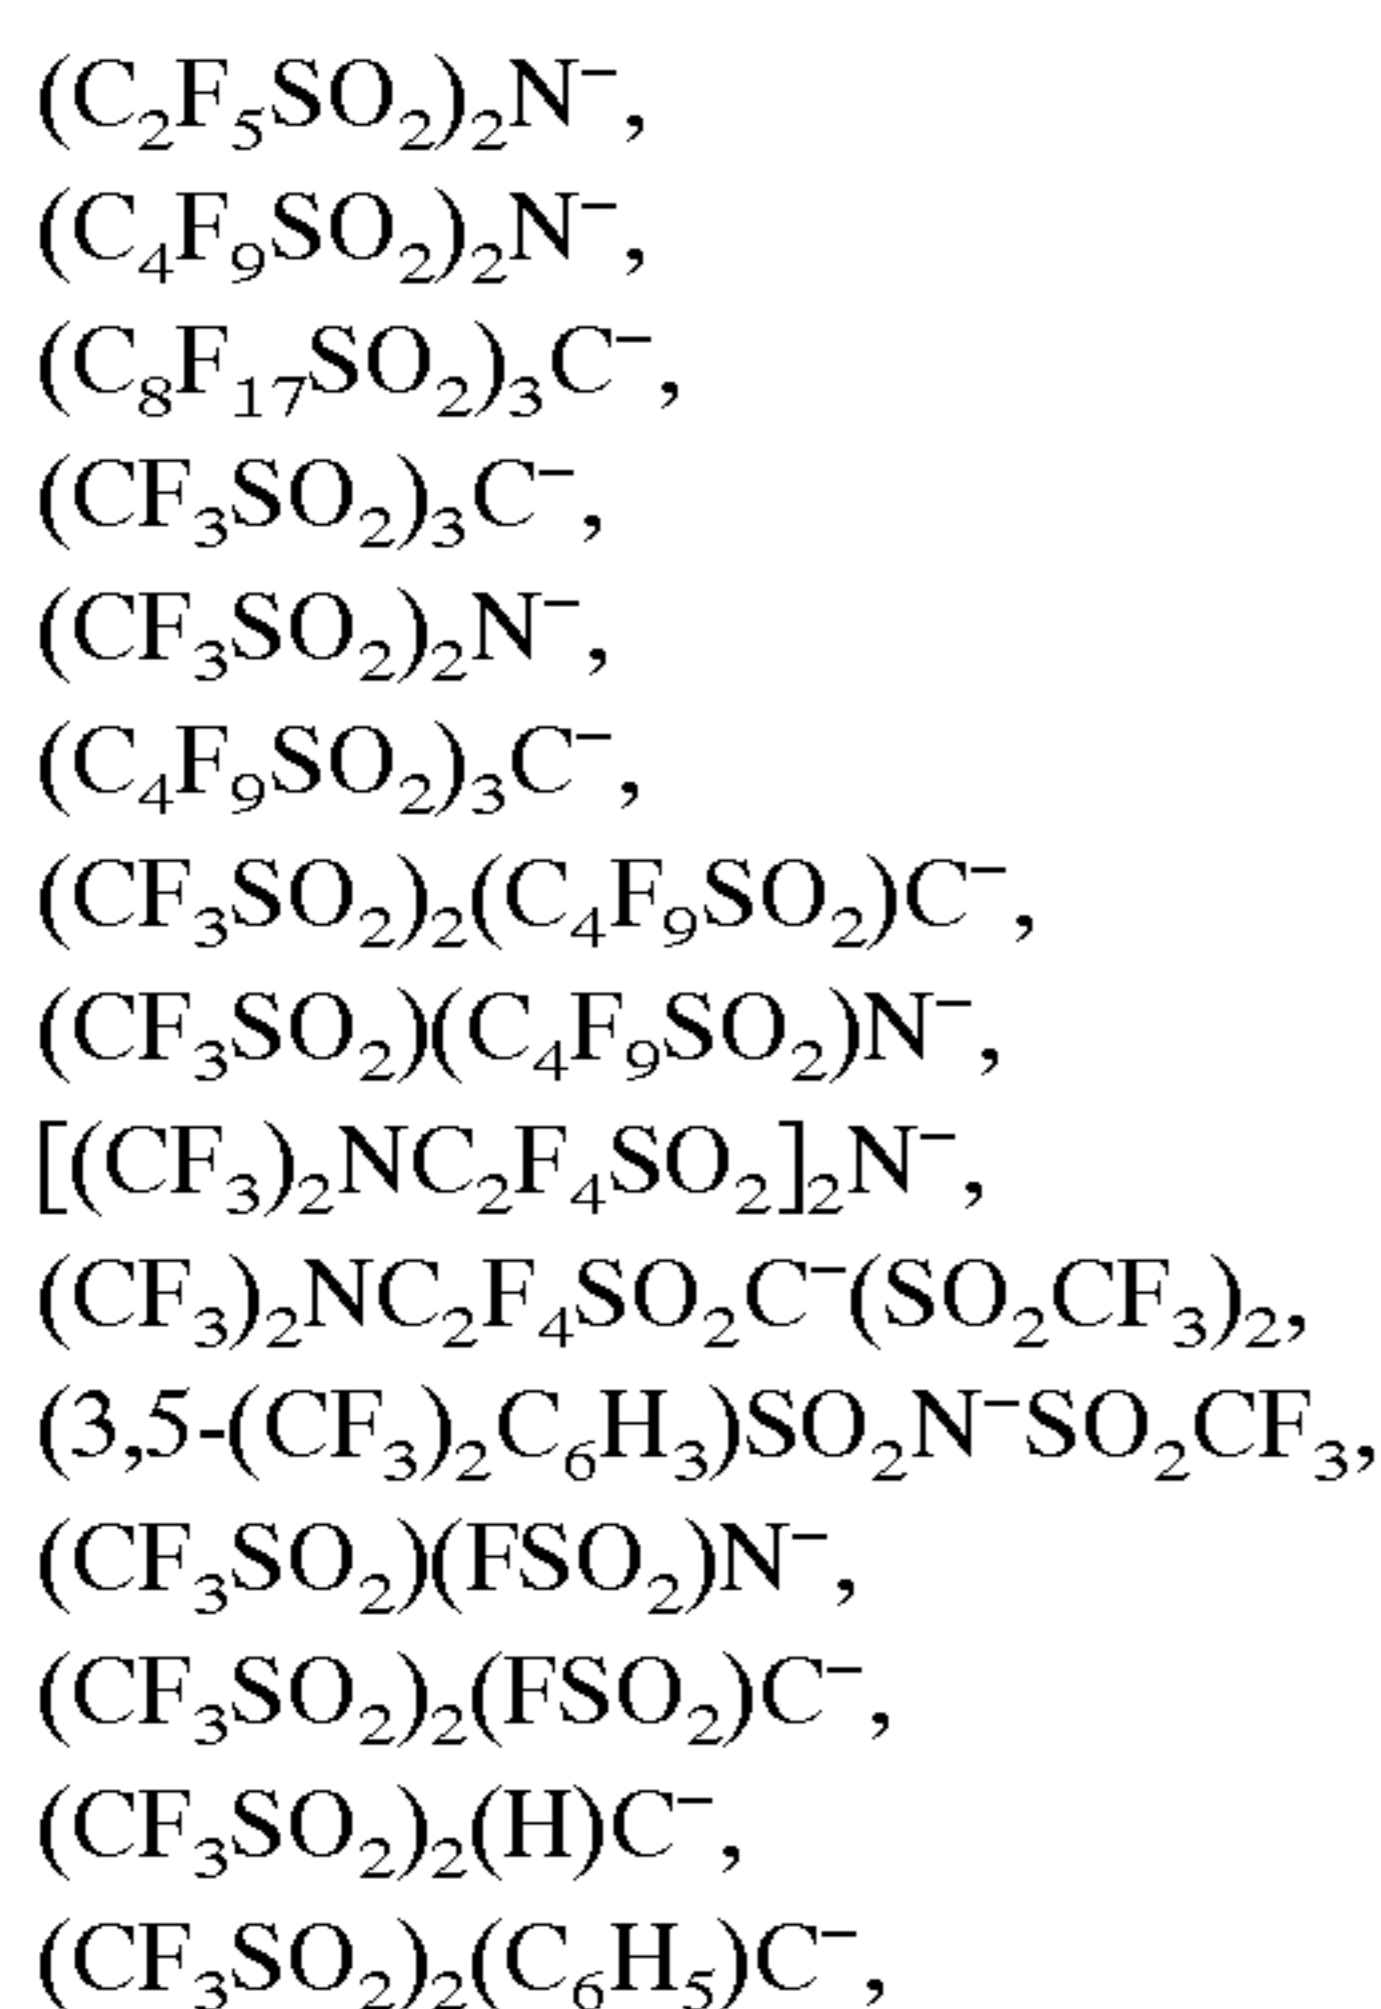 (C₂F₅SO₂)₂N⁻,
(C₄F₉SO₂)₂N⁻,
(C₈F₁₇SO₂)₃C⁻,
(CF₃SO₂)₃C⁻,
(CF₃SO₂)₂N⁻,
(C₄F₉SO₂)₃C⁻,
(CF₃SO₂)₂(C₄F₉SO₂)C⁻,
(CF₃SO₂)(C₄F₉SO₂)N⁻,
[(CF₃)₂NC₂F₄SO₂]₂N⁻,
(CF₃)₂NC₂F₄SO₂C⁻(SO₂CF₃)₂,
(3,5-(CF₃)₂C₆H₃)SO₂N⁻SO₂CF₃,
(CF₃SO₂)(FSO₂)N⁻,
(CF₃SO₂)₂(FSO₂)C⁻,
(CF₃SO₂)₂(H)C⁻,
(CF₃SO₂)₂(C₆H₅)C⁻,